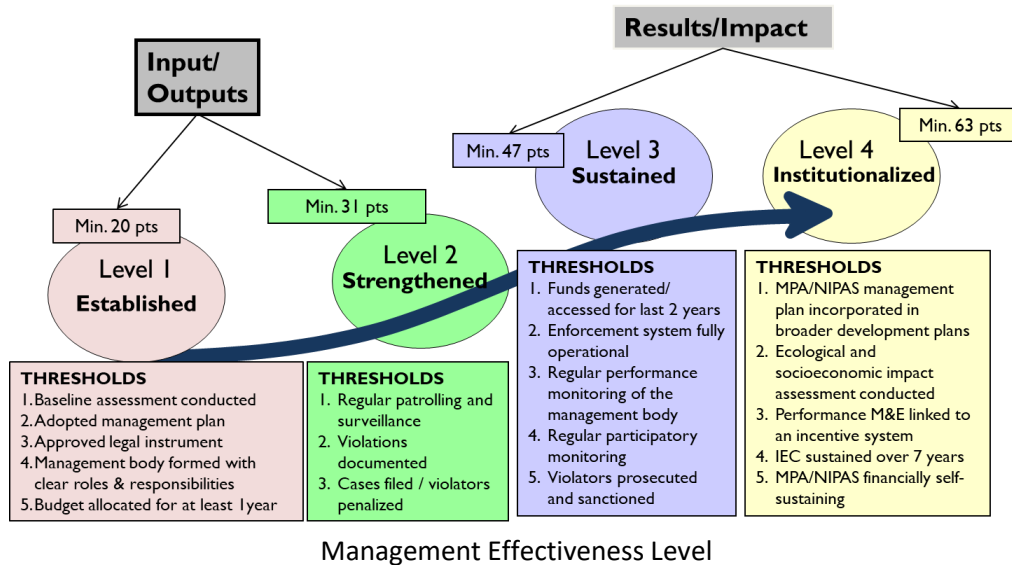 Results/Impact
Input/
Outputs
Min. 20 pts
Level 1
Established
Min. 31 pts
Level 2
Strengthened
Min. 47 pts
Level 3
Sustained
Min. 63 pts
Level 4
Institutionalized
THRESHOLDS
1. Baseline assessment conducted
2. Adopted management plan
3. Approved legal instrument
4. Management body formed with
clear roles & responsibilities
5. Budget allocated for at least 1year
THRESHOLDS
1. Regular patrolling and
surveillance
2. Violations
documented
3. Cases filed / violators
penalized
THRESHOLDS
1. Funds generated/
accessed for last 2 years
2. Enforcement system fully
operational
3. Regular performance
monitoring of the
management body
4. Regular participatory
monitoring
5. Violators prosecuted
and sanctioned
THRESHOLDS
1. MPA/NIPAS management
plan incorporated in
broader development plans
2. Ecological and
socioeconomic impact
assessment conducted
3. Performance M&E linked to
an incentive system
4. IEC sustained over 7 years
5. MPA/NIPAS financially self-
sustaining
Management Effectiveness Level